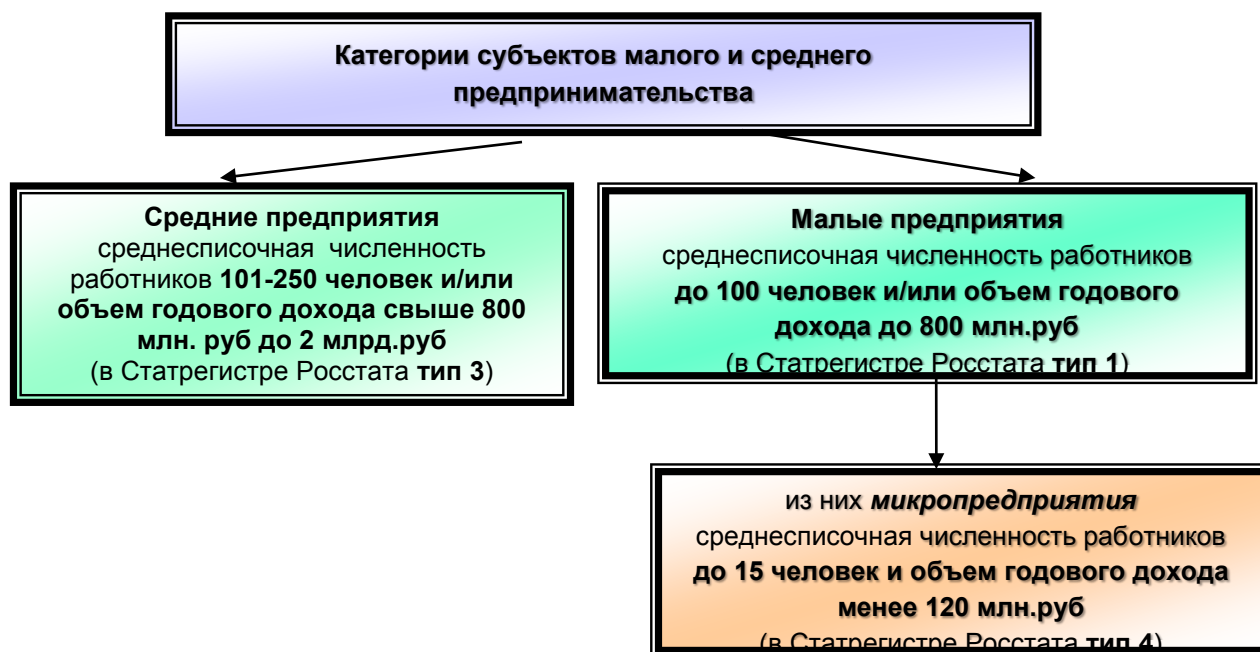 Категории субъектов малого и среднего
предпринимательства
Средние предприятия
среднесписочная численность
работников 101-250 человек и/или
объем годового дохода свыше 800
млн. руб до 2 млрд.руб
(в Статрегистре Росстата тип 3)
Малые предприятия
среднесписочная численность работников
до 100 человек и/или объем годового
дохода до 800 млн.руб
(в Статрегистре Росстата тип 1)
из них микропредприятия
среднесписочная численность работников
до 15 человек и объем годового дохода
менее 120 млн.руб
(в Статрегистре Росстата тип 4)